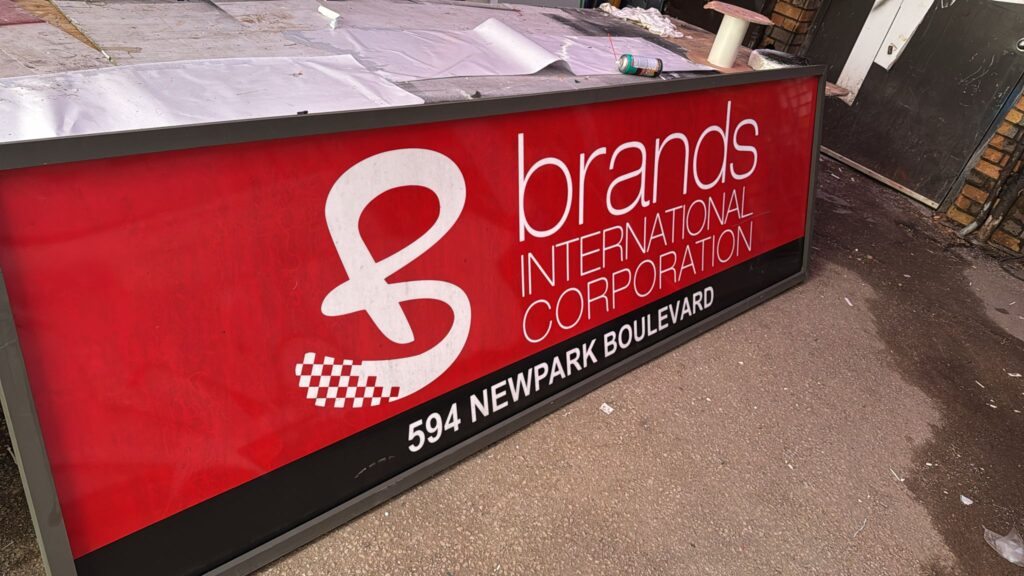 brands
INTERNATIONAL
CORPORATION
594 NEWPARK BOULEVARD